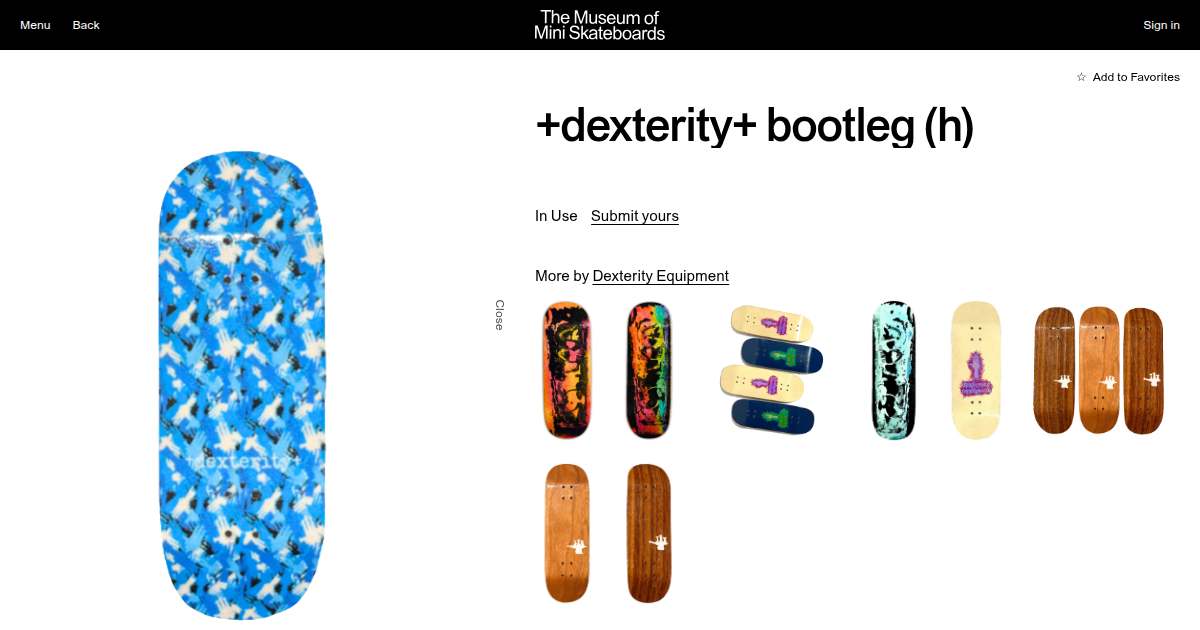 Menu
Back
The Museum of
Mini Skateboards
Sign in
☆ Add to Favorites
+dexterity+ bootleg (h)
In Use
Submit yours
More by Dexterity Equipment
Close
+dexterity+